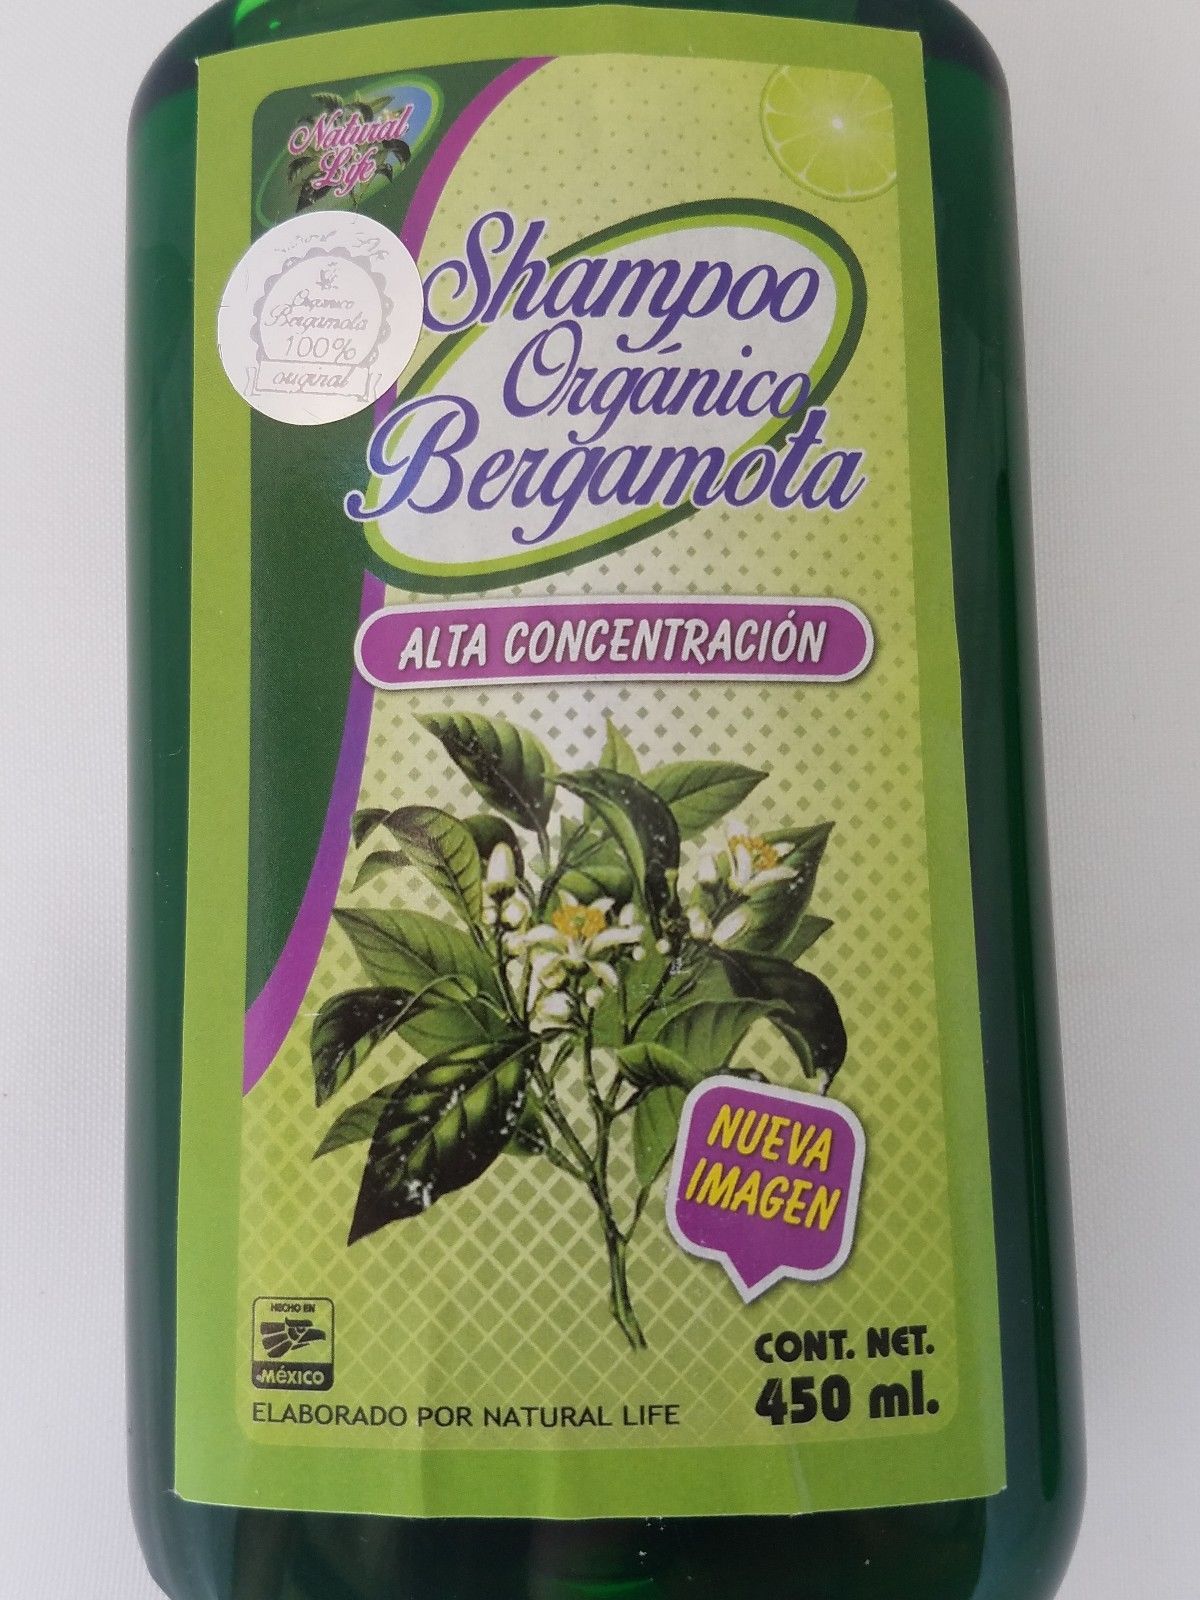 Natural
Life
Orgánico
Bergamota
100%
original
Shampoo
Orgánico
Bergamota
ALTA CONCENTRACIÓN
NUEVA
IMAGEN
HECHO EN
MéXICO
CONT. NET.
450 ml.
ELABORADO POR NATURAL LIFE